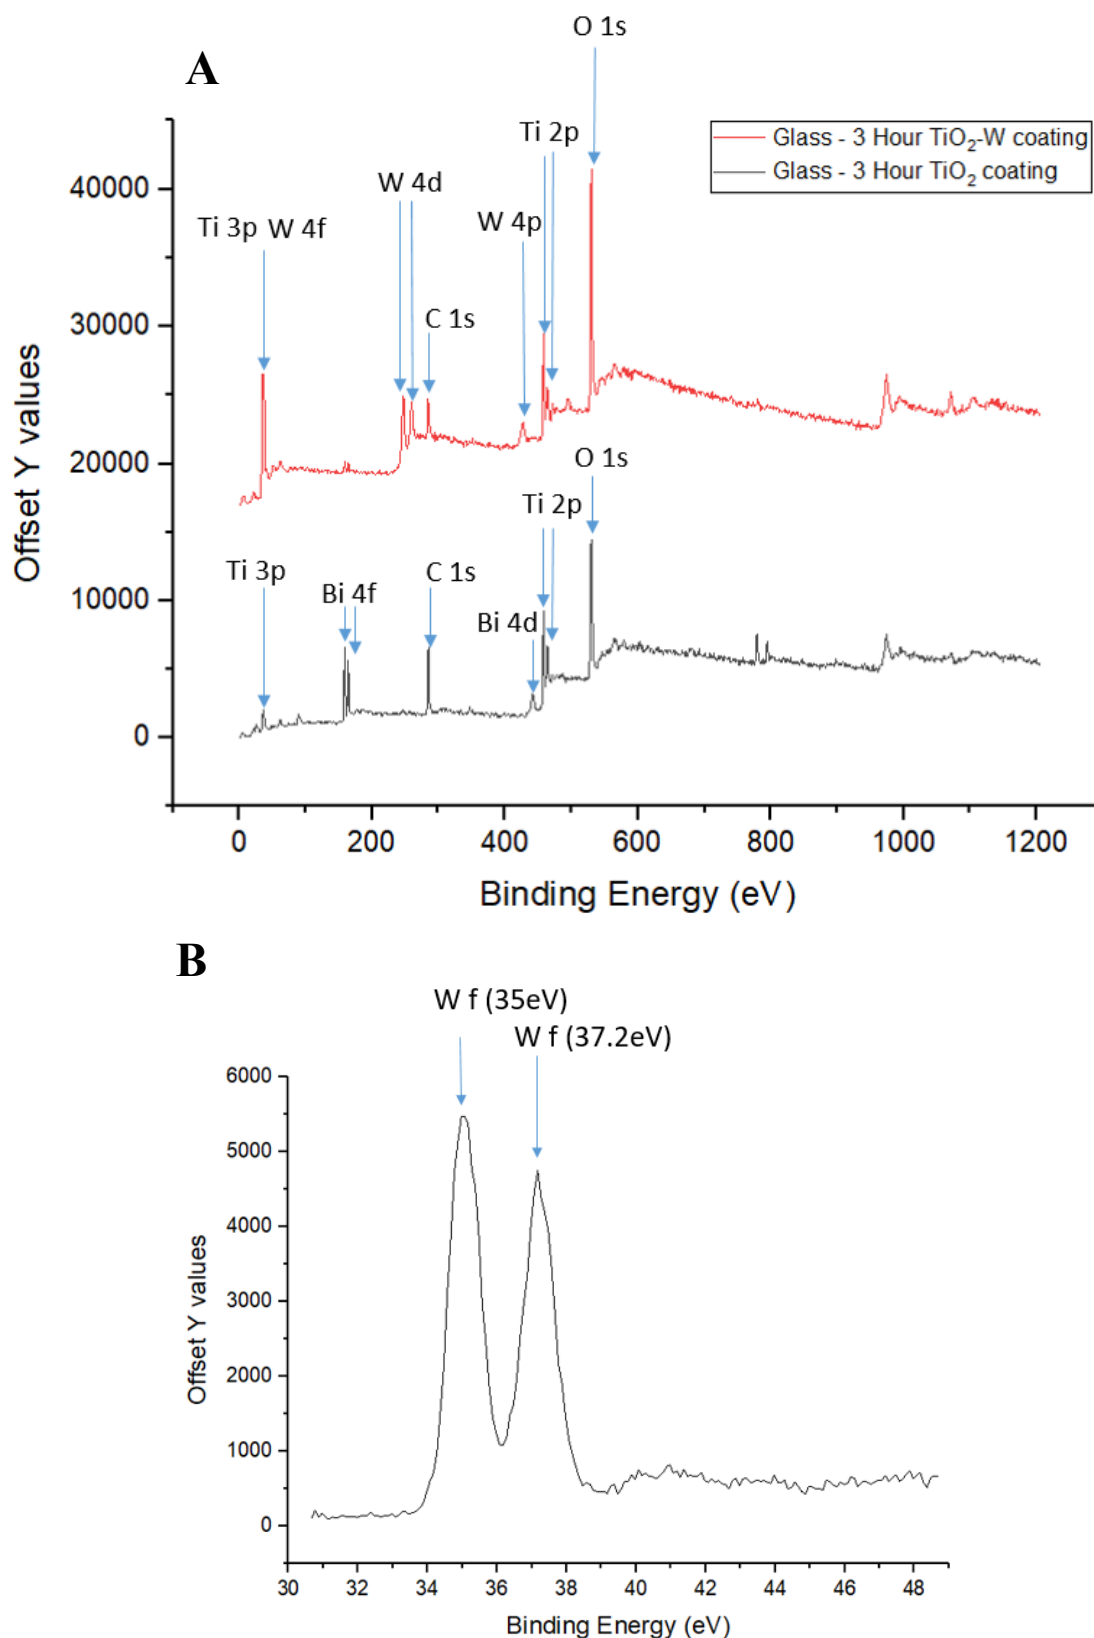 A
O 1s
Ti 2p
W 4d
W 4p
Ti 3p W 4f
C 1s
Glass - 3 Hour TiO₂-W coating
Glass - 3 Hour TiO₂ coating
O 1s
Ti 2p
Ti 3p
Bi 4f
C 1s
Bi 4d
Offset Y values
40000
30000
20000
10000
0
0 200 400 600 800 1000 1200
Binding Energy (eV)
B
W f (35eV)
W f (37.2eV)
Offset Y values
6000
5000
4000
3000
2000
1000
0
30 32 34 36 38 40 42 44 46 48
Binding Energy (eV)